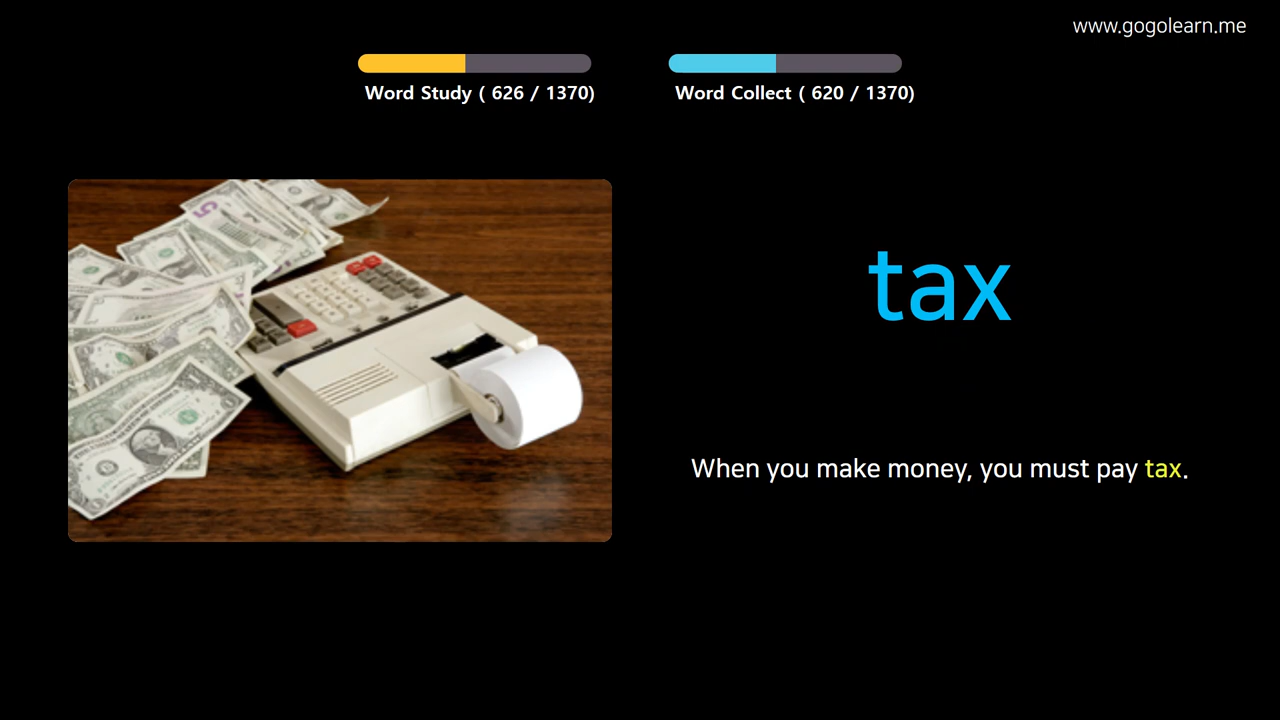 www.gogolearn.me
Word Study ( 626 / 1370)
Word Collect ( 620 / 1370)
tax
When you make money, you must pay tax.